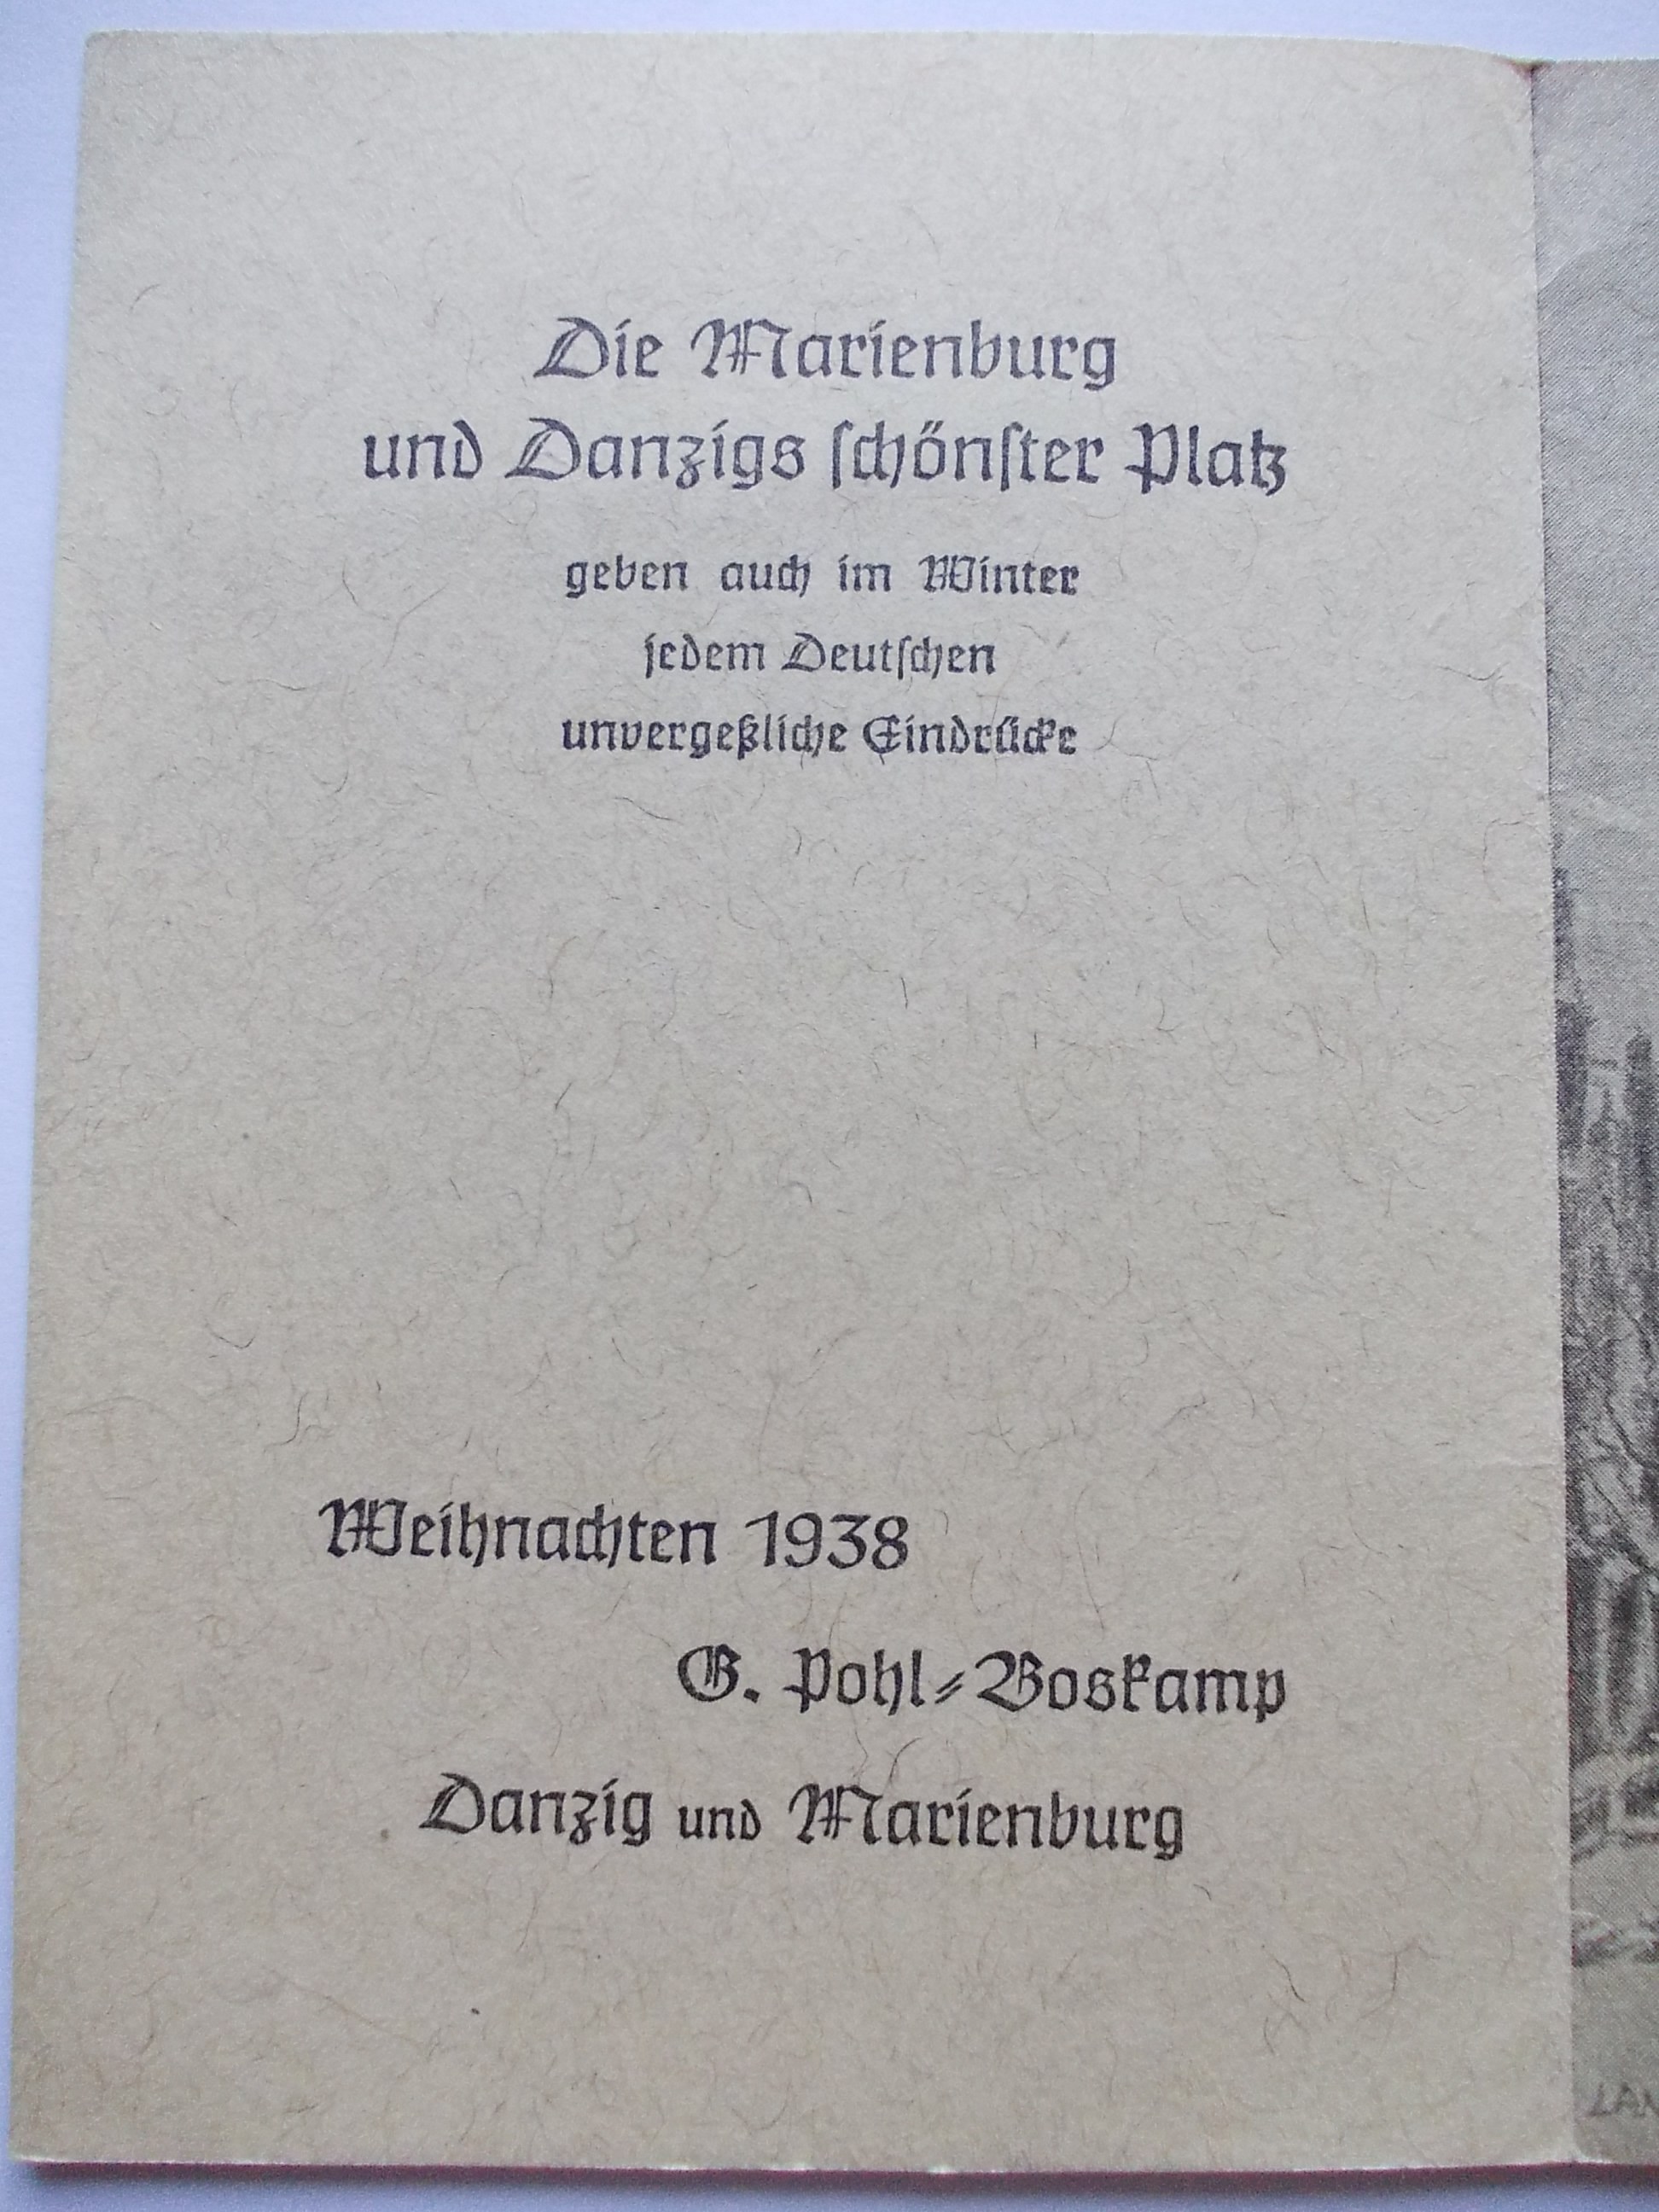 Die Marienburg
und Danzigs ſchönſter Platz
geben auch im Winter
jedem Deutſchen
unvergeßliche Eindrücke
Weihnachten 1938
G. Pohl⸗Boskamp
Danzig und Marienburg